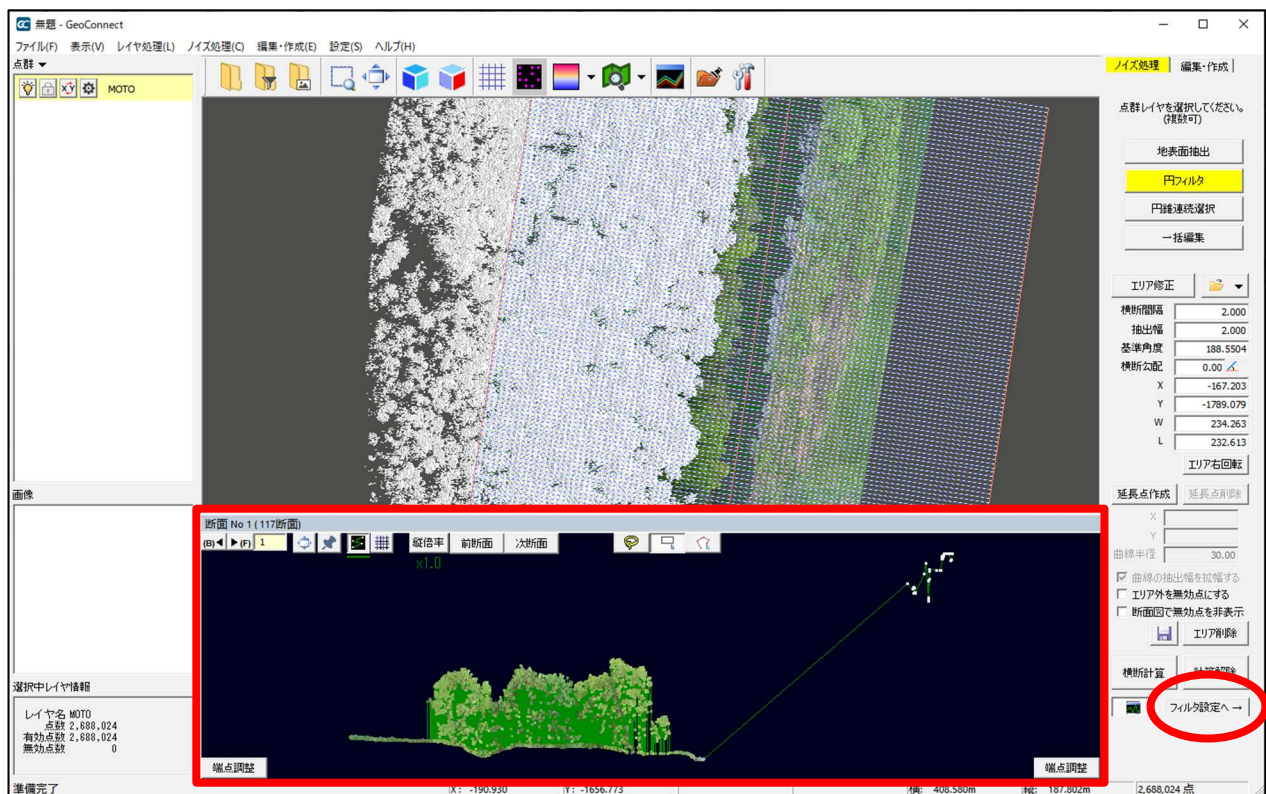 無題 - GeoConnect
ファイル(F) 表示(V) レイヤ処理(L) ノイズ処理(C) 編集・作成(E) 設定(S) ヘルプ(H)
点群
MOTO
ノイズ処理 編集・作成
点群レイヤを選択してください。
(複数可)
地表面抽出
円フィルタ
円錐連続選択
一括編集
エリア修正
横断間隔 2.000
抽出幅 2.000
基準角度 188.5504
横断勾配 0.00
X -167.203
Y -1789.079
W 234.263
L 232.613
エリア右回転
延長点作成 延長点削除
X
Y
曲線半径 30.00
曲線の抽出幅を拡幅する
エリア外を無効点にする
断面図で無効点を非表示
エリア削除
横断計算 計算解除
フィルタ設定へ→
画像
断面 No 1 ( 117断面)
(B) (F) 1 縦倍率 前断面 次断面
x1.0
端点調整 端点調整
選択中レイヤ情報
レイヤ名 MOTO
点数 2,688,024
有効点数 2,688,024
無効点数 0
準備完了 X: -190.930 Y: -1656.773 横: 408.580m 縦: 187.802m 2,688,024 点